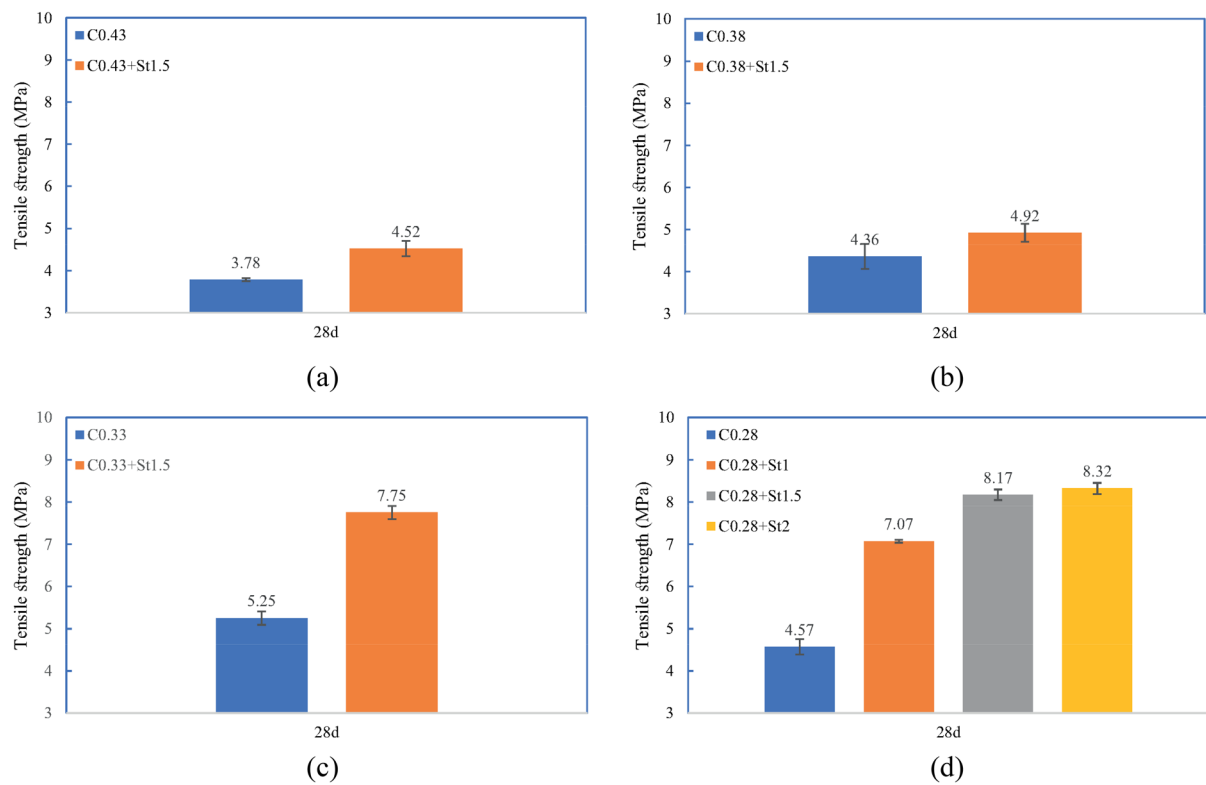 10
9
8
7
6
5
4
3
Tensile strength (MPa)
C0.43
C0.43+St1.5
3.78
4.52
28d
(a)
10
9
8
7
6
5
4
3
Tensile strength (MPa)
C0.38
C0.38+St1.5
4.36
4.92
28d
(b)
10
9
8
7
6
5
4
3
Tensile strength (MPa)
C0.33
C0.33+St1.5
5.25
7.75
28d
(c)
10
9
8
7
6
5
4
3
Tensile strength (MPa)
C0.28
C0.28+St1
C0.28+St1.5
C0.28+St2
4.57
7.07
8.17
8.32
28d
(d)